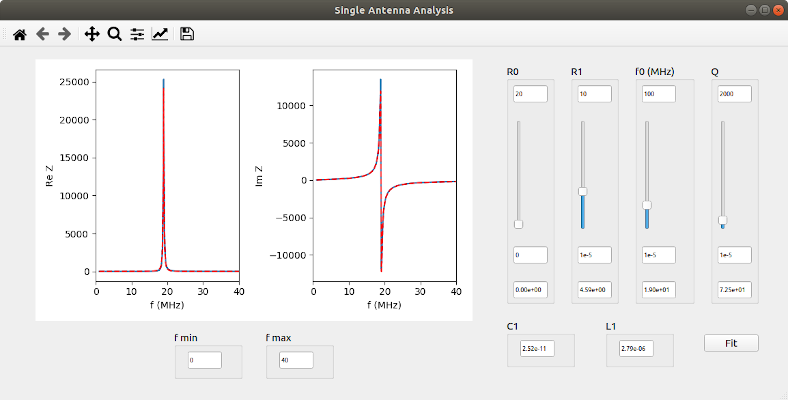 Single Antenna Analysis
R0 R1 f0 (MHz) Q
20 10 100 2000
25000
20000
15000
10000
5000
0
Re Z
0 10 20 30 40
f (MHz)
10000
5000
0
−5000
−10000
Im Z
0 10 20 30 40
f (MHz)
0 1e-5 1e-5 1e-5
0.00e+00 4.59e+00 1.90e+01 7.25e+01
C1 L1
2.52e-11 2.79e-06 Fit
f min f max
0 40